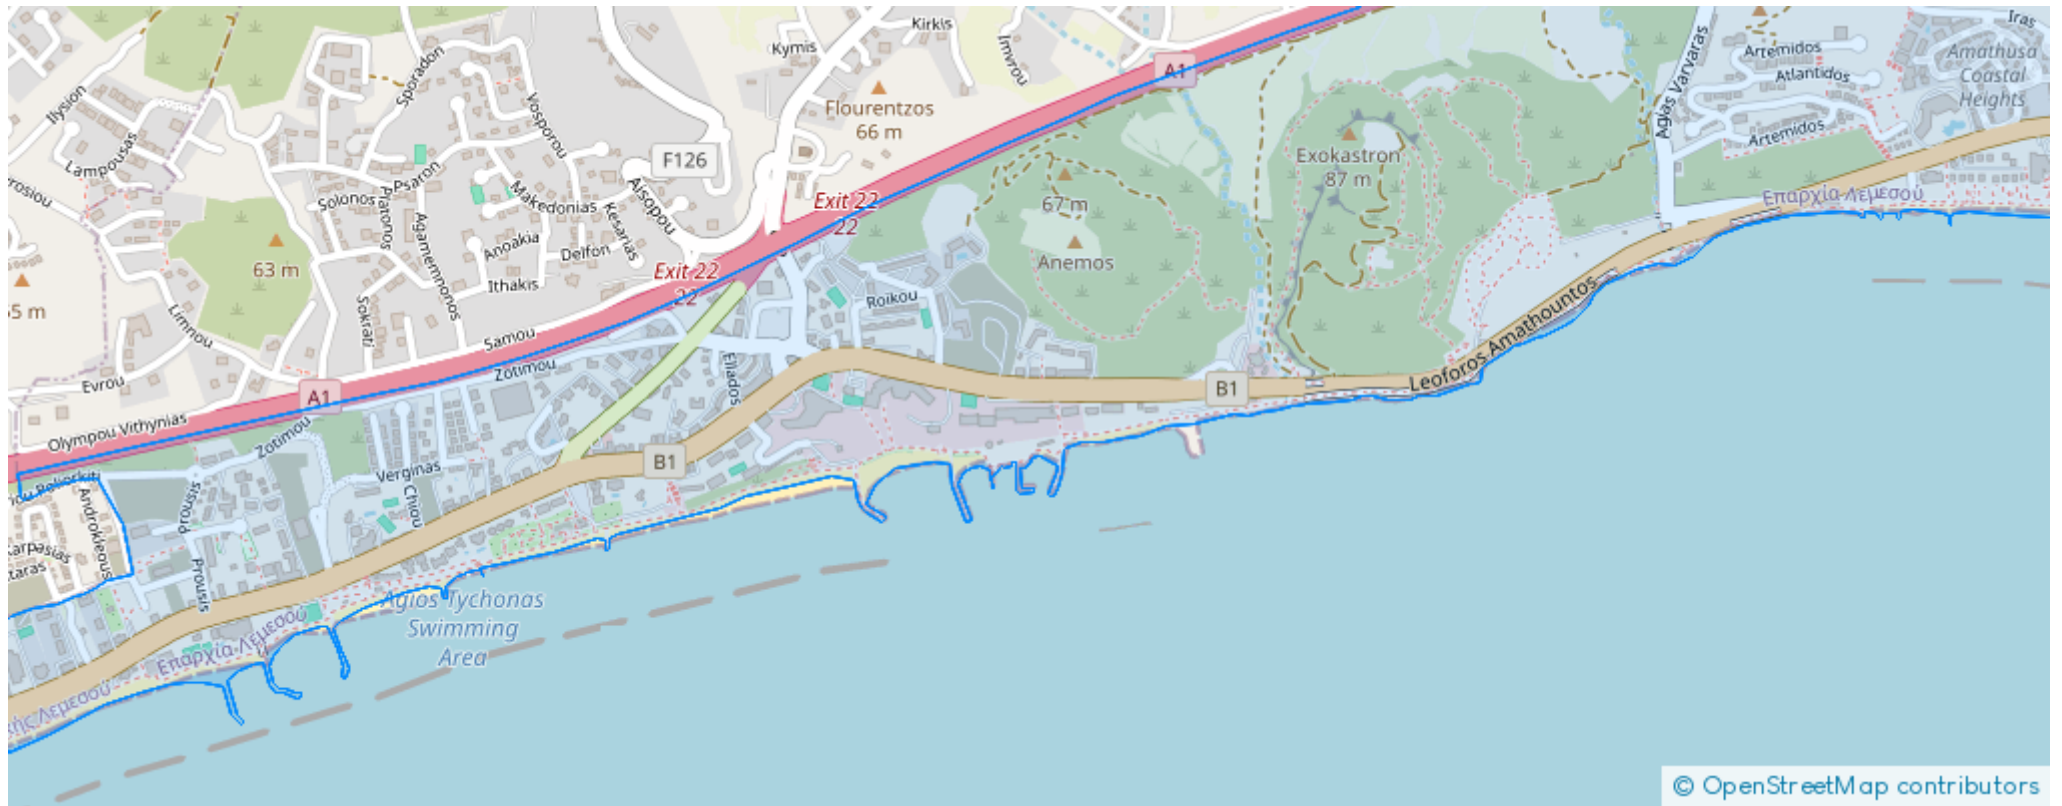 Kirkis
Kymis
Imvrou
A1
Flourentzos
66 m
Sporadon
Vosporou
Ilysion
Lampousas
F126
Psaron
Solonos
Makedonias
Aisopou
Kesarias
Agamemnonos
Anoakia
Delfon
Ithakis
63 m
Sokrati
Limnou
Evrou
Samou
Exit 22
22
Exit 22
22
Exokastron
87 m
67 m
Anemos
Agias Varvaras
Iras
Artemidos
Atlantidos
Artemidos
Amathusa
Coastal
Heights
Επαρχία Λεμεσού
Roikou
Zotimou
Ellados
A1
Olympou Vithynias
Zotimou
Verginas
Chiou
Prousis
Prousis
Androkleous
B1
B1
Leoforos Amathountos
Agios Tychonas
Swimming
Area
Επαρχία Λεμεσού
© OpenStreetMap contributors